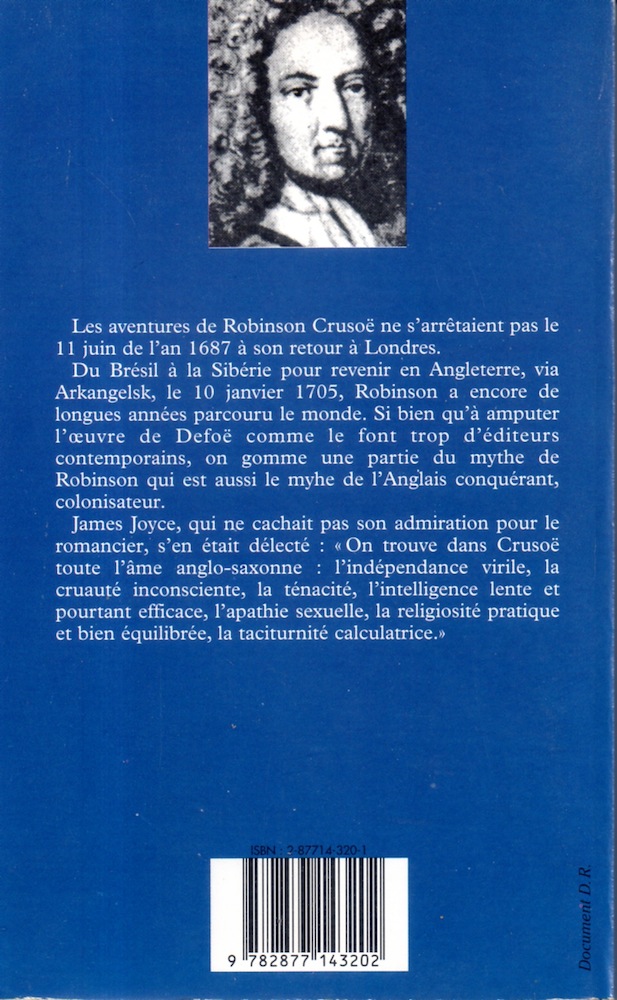 Les aventures de Robinson Crusoë ne s'arrêtaient pas le
11 juin de l'an 1687 à son retour à Londres.
Du Brésil à la Sibérie pour revenir en Angleterre, via
Arkangelsk, le 10 janvier 1705, Robinson a encore de
longues années parcouru le monde. Si bien qu'à amputer
l'œuvre de Defoë comme le font trop d'éditeurs
contemporains, on gomme une partie du mythe de
Robinson qui est aussi le myhe de l'Anglais conquérant,
colonisateur.
James Joyce, qui ne cachait pas son admiration pour le
romancier, s'en était délecté : « On trouve dans Crusoë
toute l'âme anglo-saxonne : l'indépendance virile, la
cruauté inconsciente, la ténacité, l'intelligence lente et
pourtant efficace, l'apathie sexuelle, la religiosité pratique
et bien équilibrée, la taciturnité calculatrice.»
ISBN : 2-87714-320-1
9 782877 143202
Document D.R.